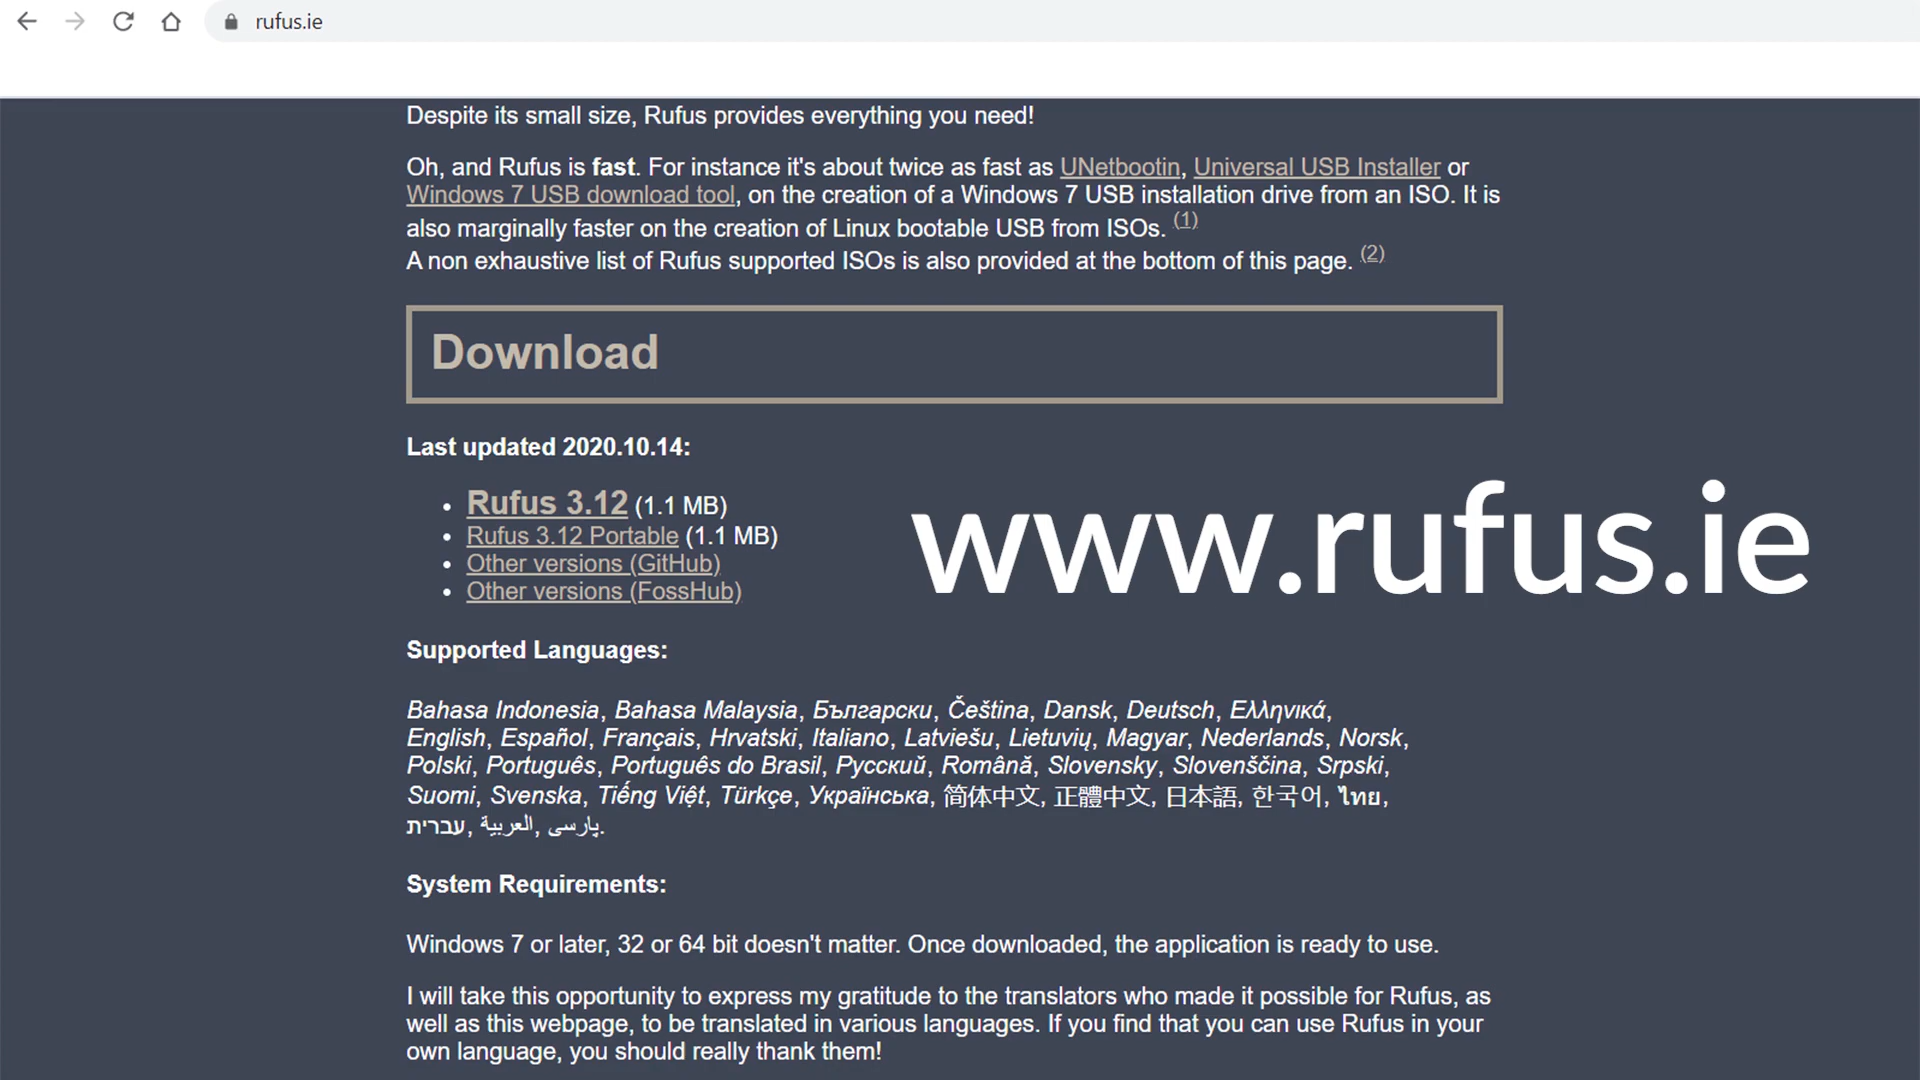 rufus.ie
Despite its small size, Rufus provides everything you need!
Oh, and Rufus is fast. For instance it's about twice as fast as UNetbootin, Universal USB Installer or
Windows 7 USB download tool, on the creation of a Windows 7 USB installation drive from an ISO. It is
also marginally faster on the creation of Linux bootable USB from ISOs. (1)
A non exhaustive list of Rufus supported ISOs is also provided at the bottom of this page. (2)
Download
Last updated 2020.10.14:
• Rufus 3.12 (1.1 MB)
• Rufus 3.12 Portable (1.1 MB)
• Other versions (GitHub)
• Other versions (FossHub)
www.rufus.ie
Supported Languages:
Bahasa Indonesia, Bahasa Malaysia, Български, Čeština, Dansk, Deutsch, Ελληνικά,
English, Español, Français, Hrvatski, Italiano, Latviešu, Lietuvių, Magyar, Nederlands, Norsk,
Polski, Português, Português do Brasil, Русский, Română, Slovensky, Slovenščina, Srpski,
Suomi, Svenska, Tiếng Việt, Türkçe, Українська, 简体中文, 正體中文, 日本語, 한국어, ไทย,
עברית, العربية, پارسی.
System Requirements:
Windows 7 or later, 32 or 64 bit doesn't matter. Once downloaded, the application is ready to use.
I will take this opportunity to express my gratitude to the translators who made it possible for Rufus, as
well as this webpage, to be translated in various languages. If you find that you can use Rufus in your
own language, you should really thank them!